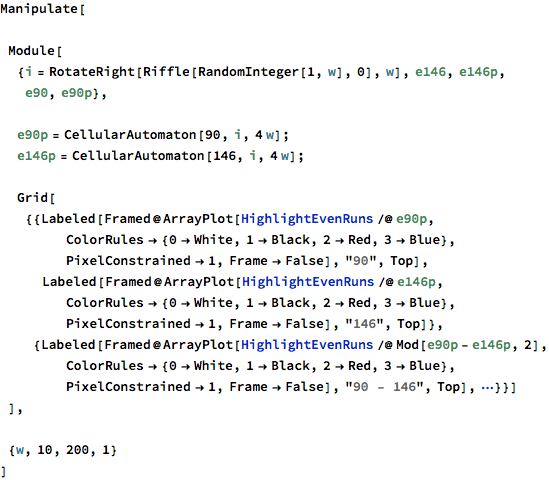 Manipulate[
Module[
{i = RotateRight[Riffle[RandomInteger[1, w], 0], w], e146, e146p,
e90, e90p},
e90p = CellularAutomaton[90, i, 4 w];
e146p = CellularAutomaton[146, i, 4 w];
Grid[
{{Labeled[Framed@ArrayPlot[HighlightEvenRuns /@ e90p,
ColorRules → {0 → White, 1 → Black, 2 → Red, 3 → Blue},
PixelConstrained → 1, Frame → False], "90", Top],
Labeled[Framed@ArrayPlot[HighlightEvenRuns /@ e146p,
ColorRules → {0 → White, 1 → Black, 2 → Red, 3 → Blue},
PixelConstrained → 1, Frame → False], "146", Top]},
{Labeled[Framed@ArrayPlot[HighlightEvenRuns /@ Mod[e90p - e146p, 2],
ColorRules → {0 → White, 1 → Black, 2 → Red, 3 → Blue},
PixelConstrained → 1, Frame → False], "90 - 146", Top], ⋯}}]
],
{w, 10, 200, 1}
]